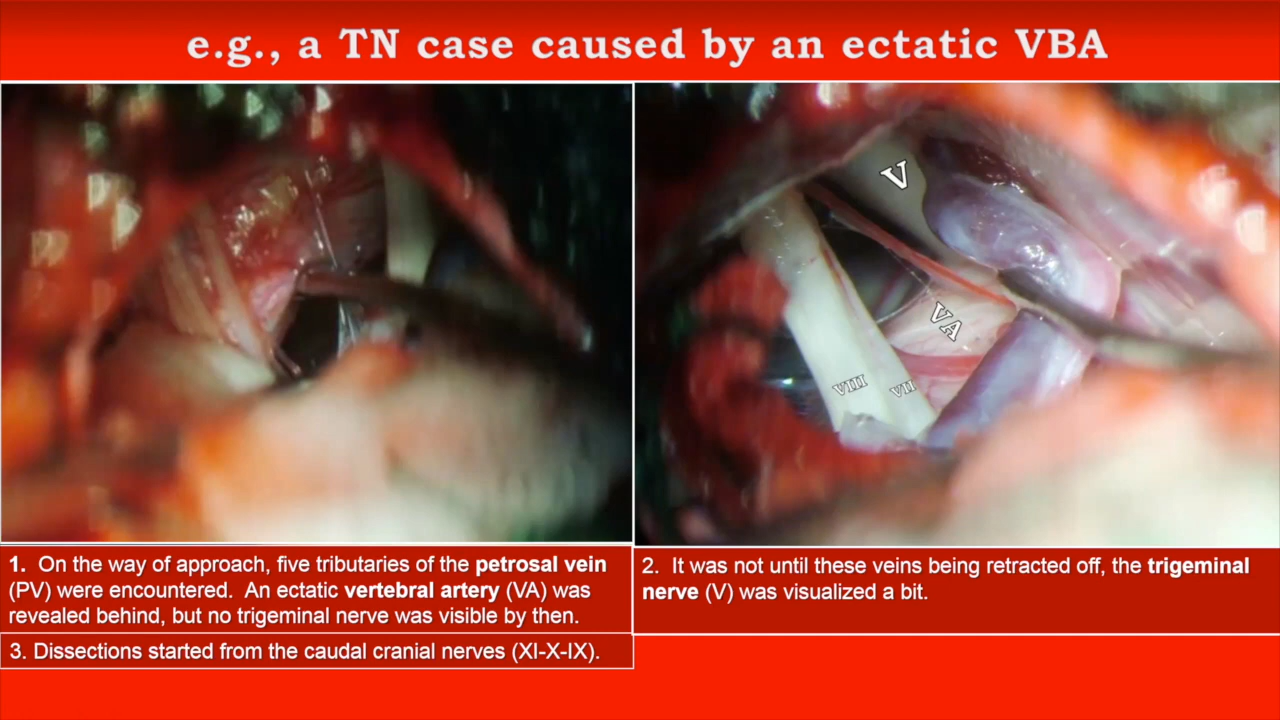 e.g., a TN case caused by an ectatic VBA
V
VA
VIII
VII
1. On the way of approach, five tributaries of the petrosal vein
(PV) were encountered. An ectatic vertebral artery (VA) was
revealed behind, but no trigeminal nerve was visible by then.
2. It was not until these veins being retracted off, the trigeminal
nerve (V) was visualized a bit.
3. Dissections started from the caudal cranial nerves (XI-X-IX).